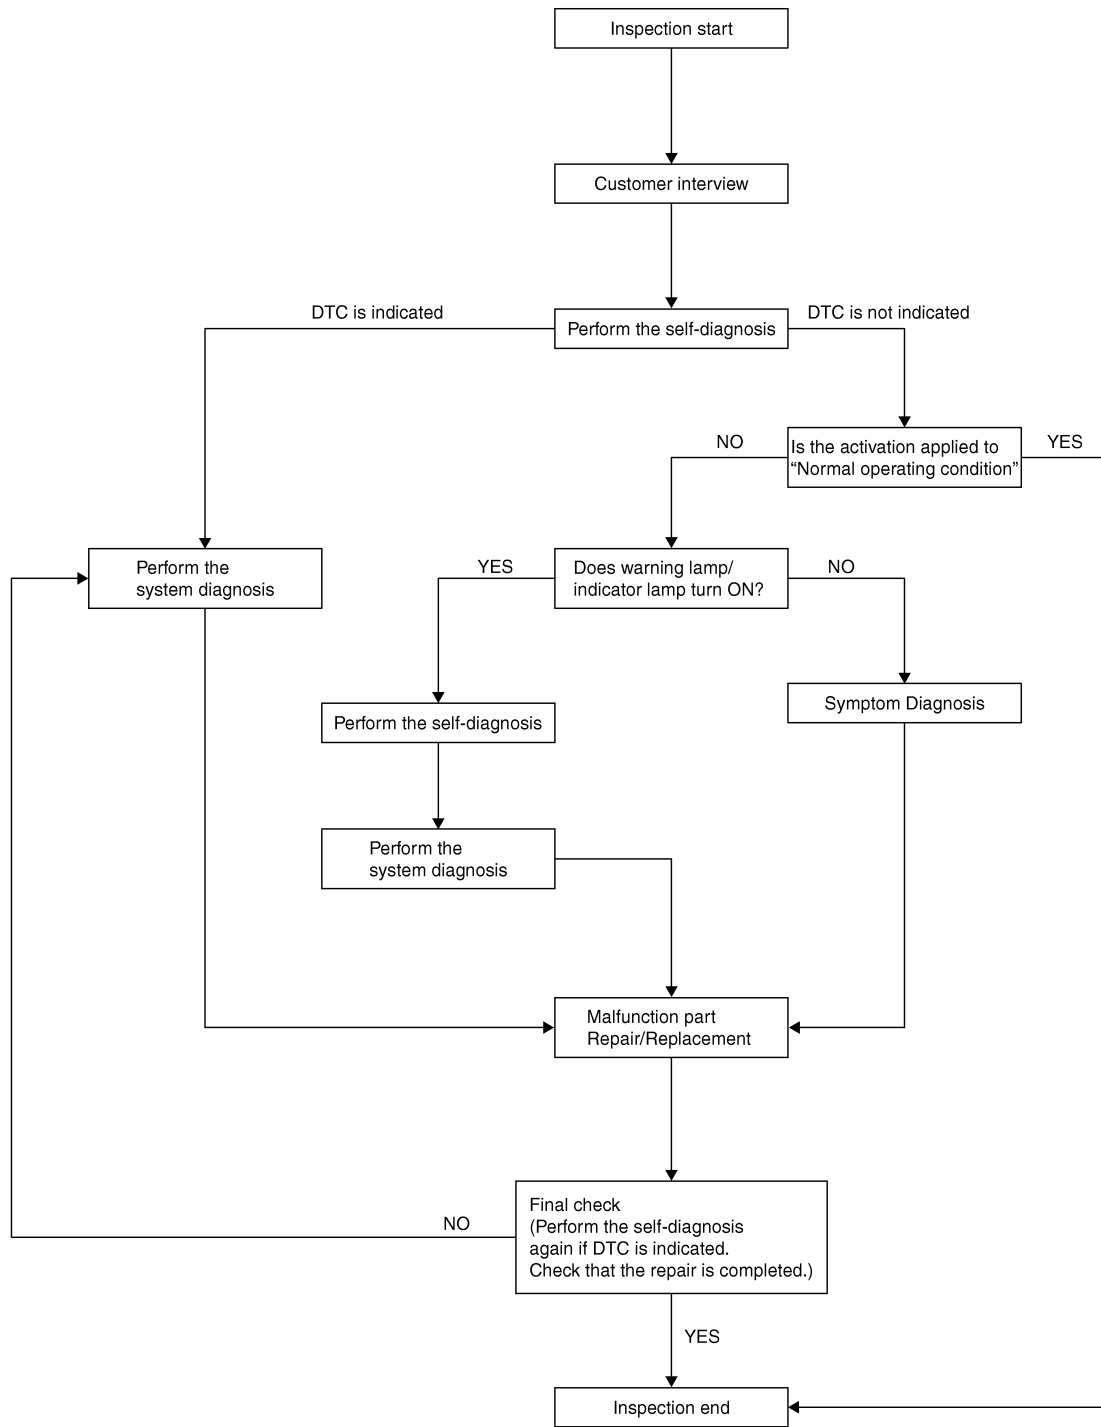 Inspection start
Customer interview
DTC is indicated
Perform the self-diagnosis
DTC is not indicated
NO
Is the activation applied to
“Normal operating condition”
YES
Perform the
system diagnosis
YES
Does warning lamp/
indicator lamp turn ON?
NO
Perform the self-diagnosis
Symptom Diagnosis
Perform the
system diagnosis
Malfunction part
Repair/Replacement
NO
Final check
(Perform the self-diagnosis
again if DTC is indicated.
Check that the repair is completed.)
YES
Inspection end